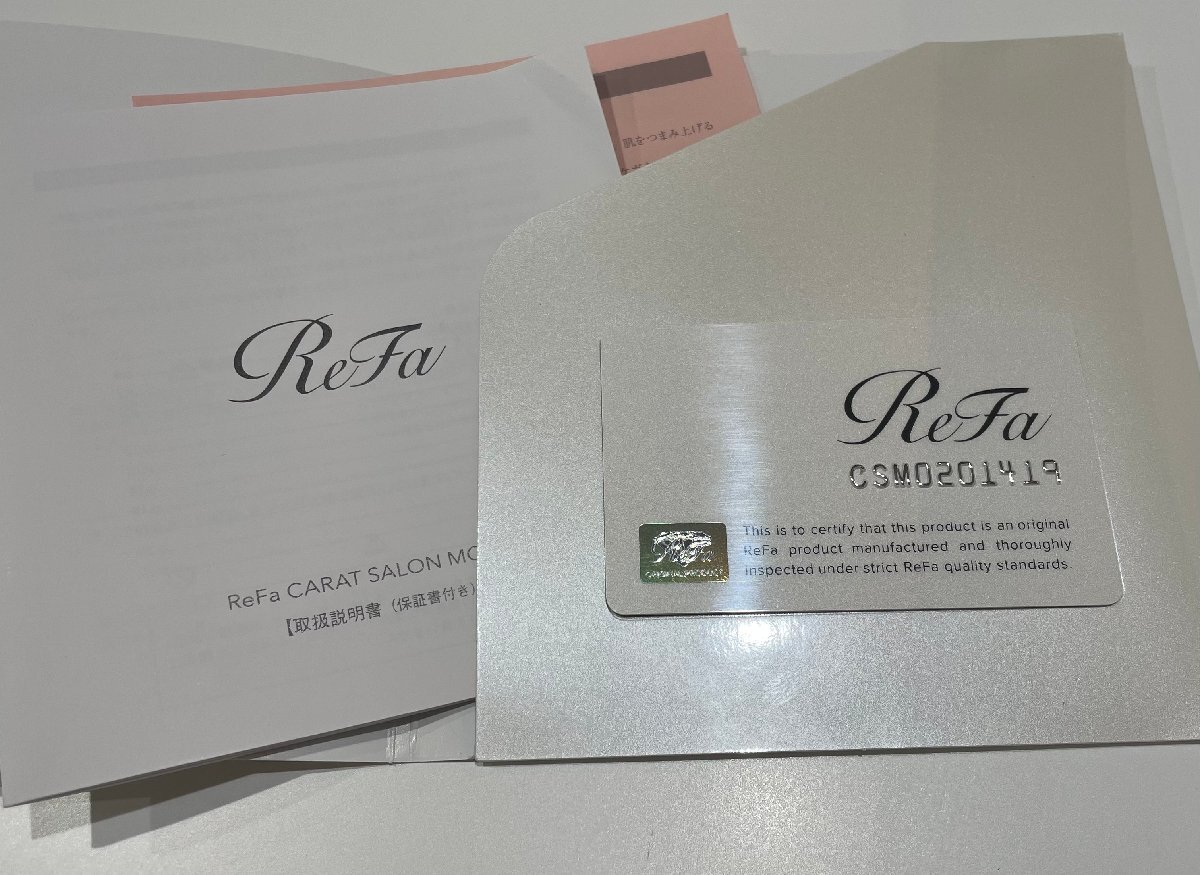 肌をつまみ上げる
ReFa
ReFa CARAT SALON MO
【取扱説明書（保証書付き）
ReFa
CSM0201419
This is to certify that this product is an original
ReFa product manufactured and thoroughly
inspected under strict ReFa quality standards.
ReFa